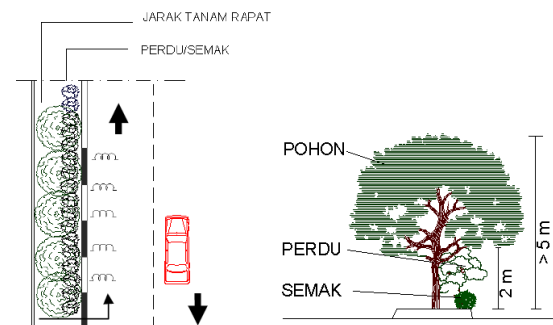 JARAK TANAM RAPAT
PERDU/SEMAK
POHON
PERDU
SEMAK
2 m
> 5 m